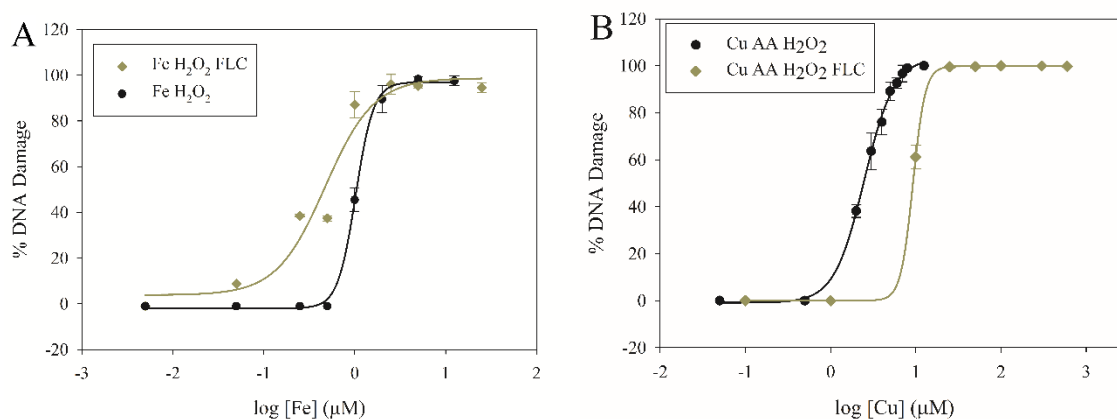 A
120
100
80
60
40
20
0
-20
% DNA Damage
Fe H₂O₂ FLC
Fe H₂O₂
-3
-2
-1
0
1
2
log [Fe] (μM)
B
120
100
80
60
40
20
0
-20
% DNA Damage
Cu AA H₂O₂
Cu AA H₂O₂ FLC
-2
-1
0
1
2
3
log [Cu] (μM)